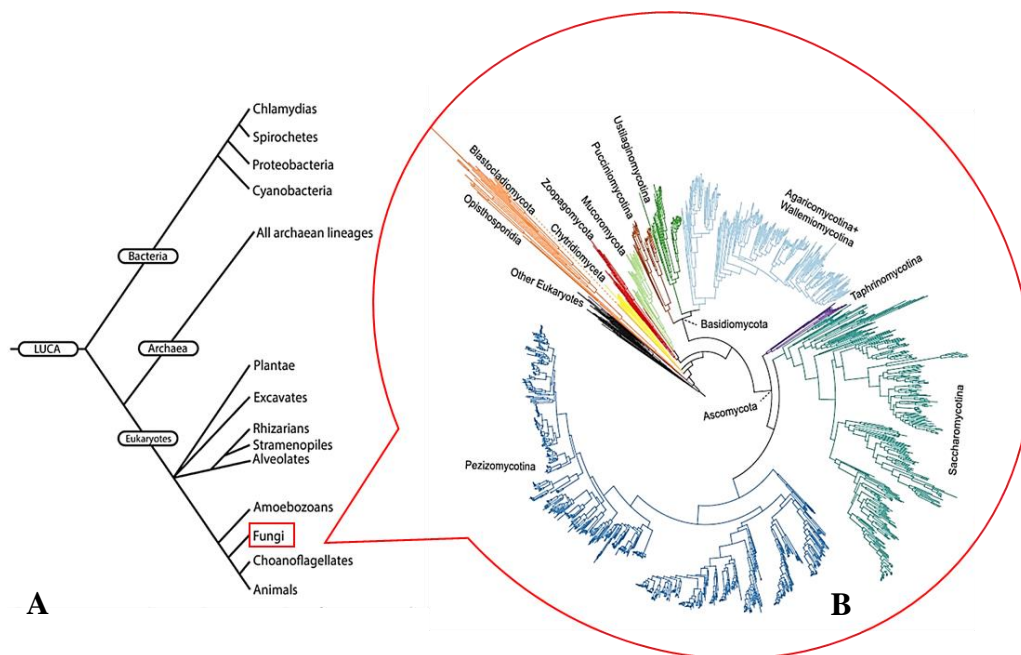 Chlamydias
Spirochetes
Proteobacteria
Cyanobacteria
Bacteria
All archaean lineages
LUCA
Archaea
Plantae
Excavates
Rhizarians
Stramenopiles
Alveolates
Eukaryotes
Amoebozoans
Fungi
Choanoflagellates
Animals
A
Blastocladiomycota
Opisthosporidia
Chytridiomyceta
Zoopagomycota
Mucoromycota
Pucciniomycotina
Ustilaginomycotina
Agaricomycotina+
Wallemiomycotina
Other Eukaryotes
Basidiomycota
Taphrinomycotina
Ascomycota
Saccharomycotina
Pezizomycotina
B